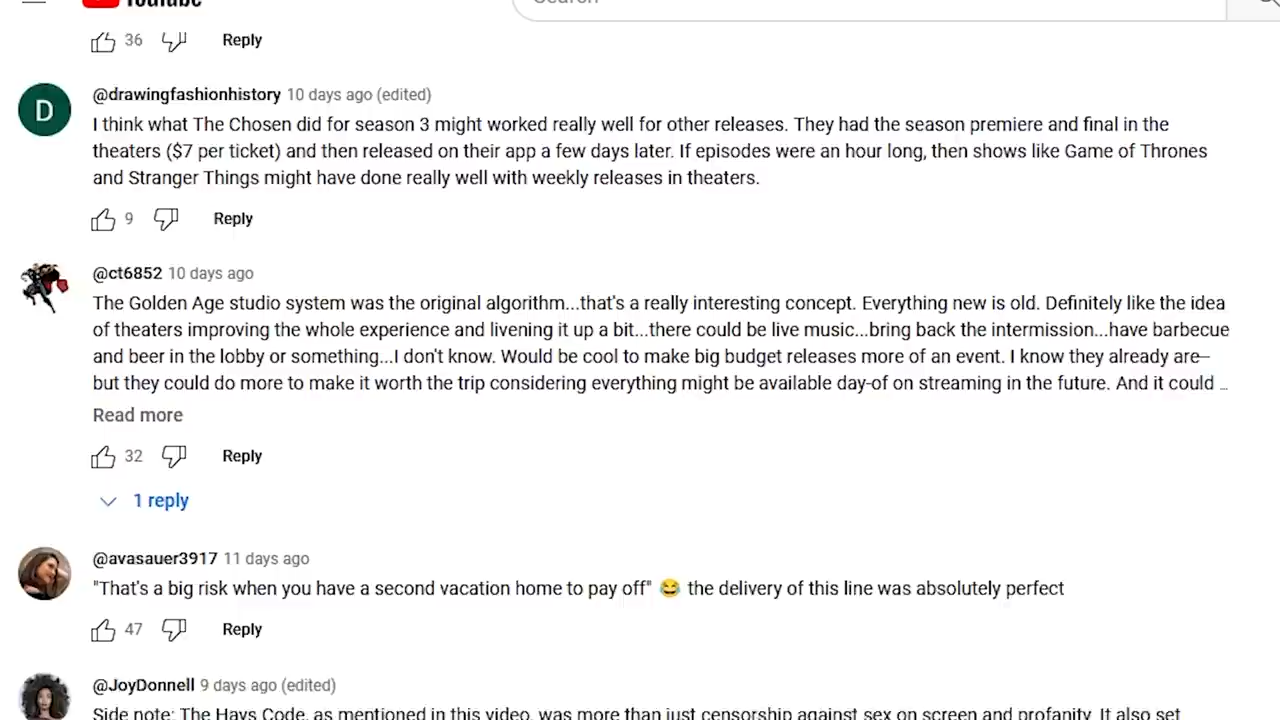 YouTube
Search
36 Reply
D
@drawingfashionhistory 10 days ago (edited)
I think what The Chosen did for season 3 might worked really well for other releases. They had the season premiere and final in the
theaters ($7 per ticket) and then released on their app a few days later. If episodes were an hour long, then shows like Game of Thrones
and Stranger Things might have done really well with weekly releases in theaters.
9 Reply
@ct6852 10 days ago
The Golden Age studio system was the original algorithm...that's a really interesting concept. Everything new is old. Definitely like the idea
of theaters improving the whole experience and livening it up a bit...there could be live music...bring back the intermission...have barbecue
and beer in the lobby or something...I don't know. Would be cool to make big budget releases more of an event. I know they already are—
but they could do more to make it worth the trip considering everything might be available day-of on streaming in the future. And it could ...
Read more
32 Reply
1 reply
@avasauer3917 11 days ago
"That's a big risk when you have a second vacation home to pay off" 😂 the delivery of this line was absolutely perfect
47 Reply
@JoyDonnell 9 days ago (edited)
Side note: The Hays Code, as mentioned in this video, was more than just censorship against sex on screen and profanity. It also set